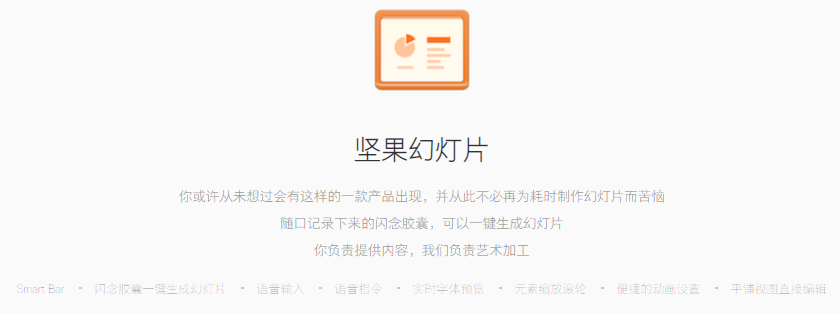 坚果幻灯片
你或许从未想过会有这样的一款产品出现，并从此不必再为耗时制作幻灯片而苦恼
随口记录下来的闪念胶囊，可以一键生成幻灯片
你负责提供内容，我们负责艺术加工
Smart Bar • 闪念胶囊一键生成幻灯片 • 语音输入 • 语音指令 • 实时字体预览 • 元素缩放滚轮 • 便捷的动画设置 • 平铺视图直接编辑